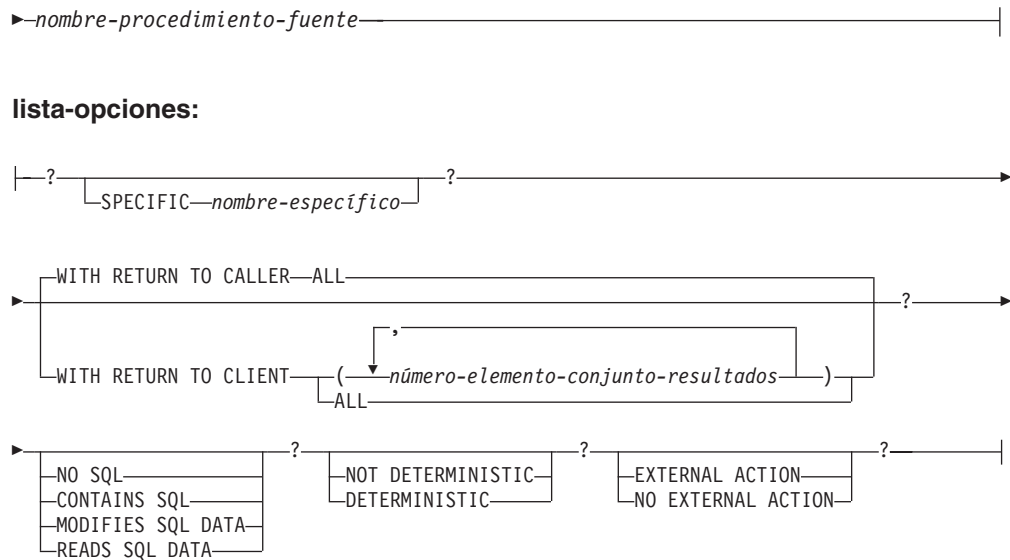 nombre-procedimiento-fuente
lista-opciones:
? SPECIFIC nombre-específico ?
WITH RETURN TO CALLER ALL
?
,
WITH RETURN TO CLIENT ( número-elemento-conjunto-resultados )
ALL
? ? ?
NO SQL NOT DETERMINISTIC EXTERNAL ACTION
CONTAINS SQL DETERMINISTIC NO EXTERNAL ACTION
MODIFIES SQL DATA
READS SQL DATA